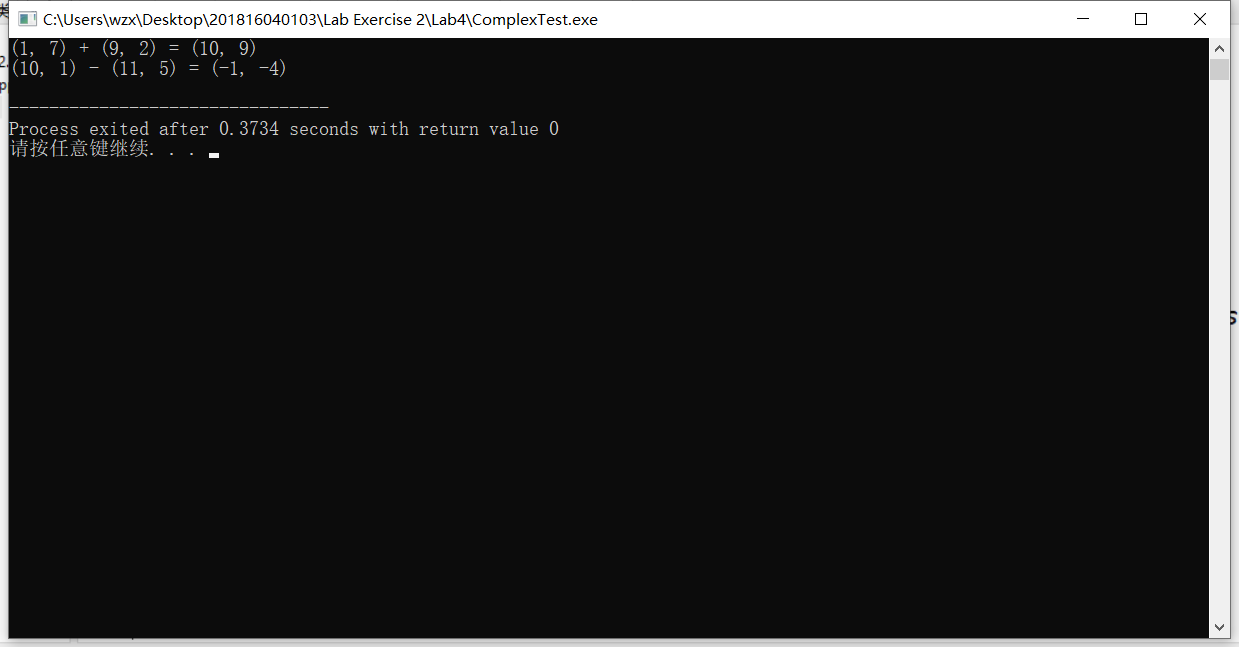 C:\Users\wzx\Desktop\201816040103\Lab Exercise 2\Lab4\ComplexTest.exe
(1, 7) + (9, 2) = (10, 9)
(10, 1) - (11, 5) = (-1, -4)
--------------------------------
Process exited after 0.3734 seconds with return value 0
请按任意键继续. . .